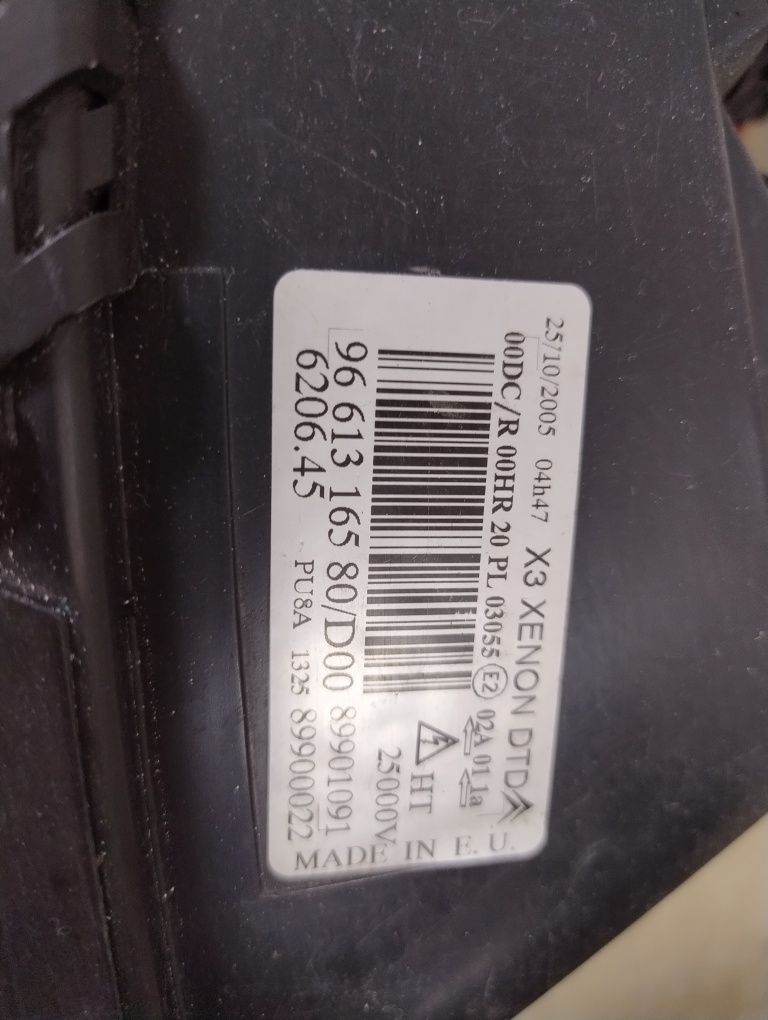 25/10/2005 04h47 X3 XENON DTD
00DC/R 00HR 20 PL 03055 E2 02A 01 1a
HT
25000V
96 613 165 80/D00 89901091
6206.45 PU8A 1325 89900022
MADE IN E. U.